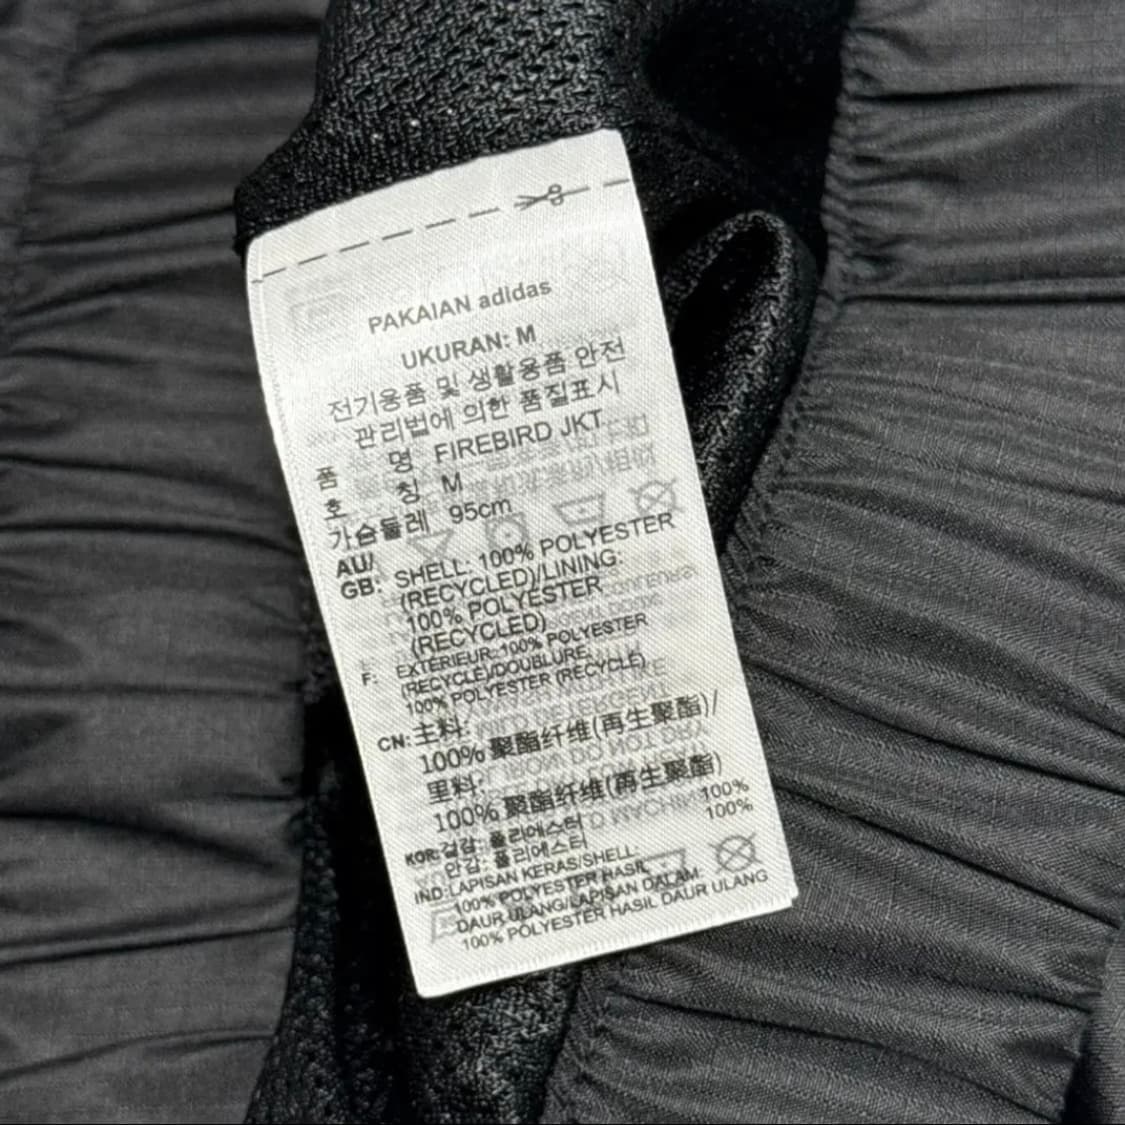 PAKAIAN adidas
UKURAN: M
전기용품 및 생활용품 안전
관리법에 의한 품질표시
품 명 FIREBIRD JKT
호 칭 M
가슴둘레 95cm
AU/
GB: SHELL: 100% POLYESTER
(RECYCLED)/LINING:
100% POLYESTER
(RECYCLED)
F: EXTÉRIEUR: 100% POLYESTER
(RECYCLÉ)/DOUBLURE:
100% POLYESTER (RECYCLÉ)
CN: 主料:
100% 聚酯纤维(再生聚酯)/
里料:
100% 聚酯纤维(再生聚酯)
KOR: 겉감: 폴리에스터 100%
안감: 폴리에스터 100%
IND: LAPISAN KERAS/SHELL:
100% POLYESTER HASIL
DAUR ULANG/LAPISAN DALAM:
100% POLYESTER HASIL DAUR ULANG